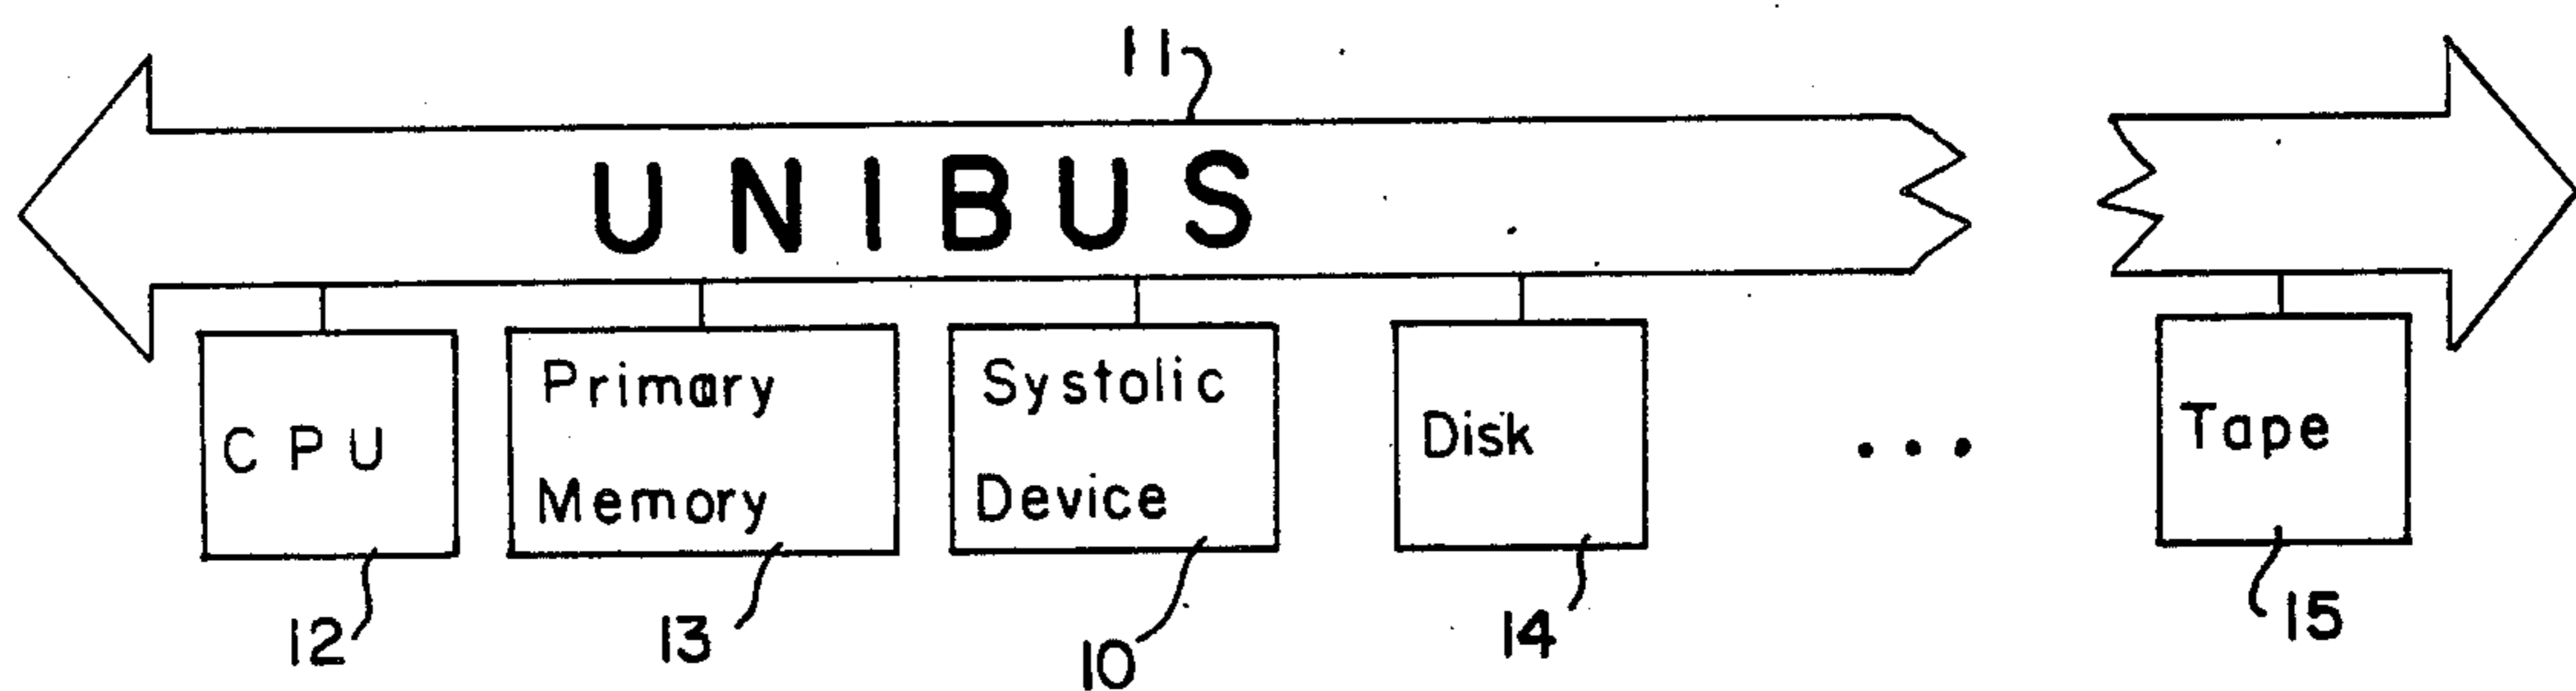 11
UNIBUS
CPU
Primary
Memory
Systolic
Device
Disk
...
Tape
12
13
10
14
15